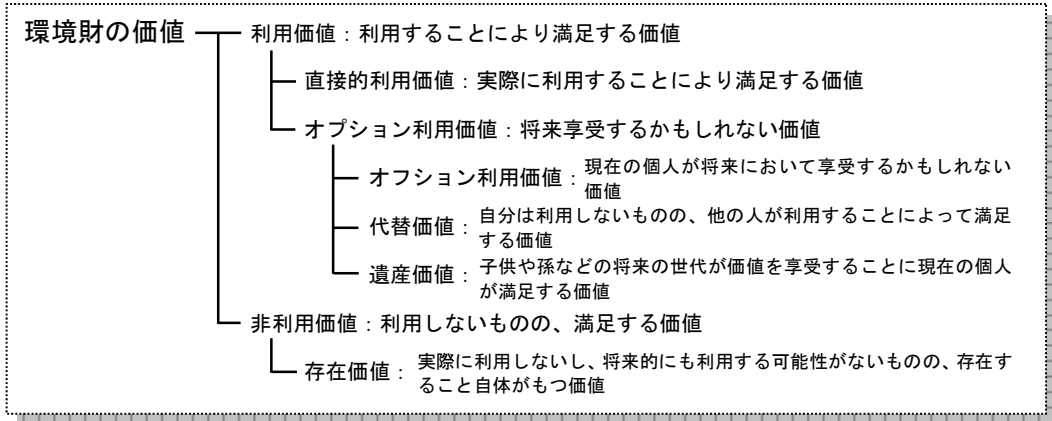 環境財の価値
利用価値：利用することにより満足する価値
直接的利用価値：実際に利用することにより満足する価値
オプション利用価値：将来享受するかもしれない価値
オフション利用価値：現在の個人が将来において享受するかもしれない
価値
代替価値：自分は利用しないものの、他の人が利用することによって満足
する価値
遺産価値：子供や孫などの将来の世代が価値を享受することに現在の個人
が満足する価値
非利用価値：利用しないものの、満足する価値
存在価値：実際に利用しないし、将来的にも利用する可能性がないものの、存在す
ること自体がもつ価値